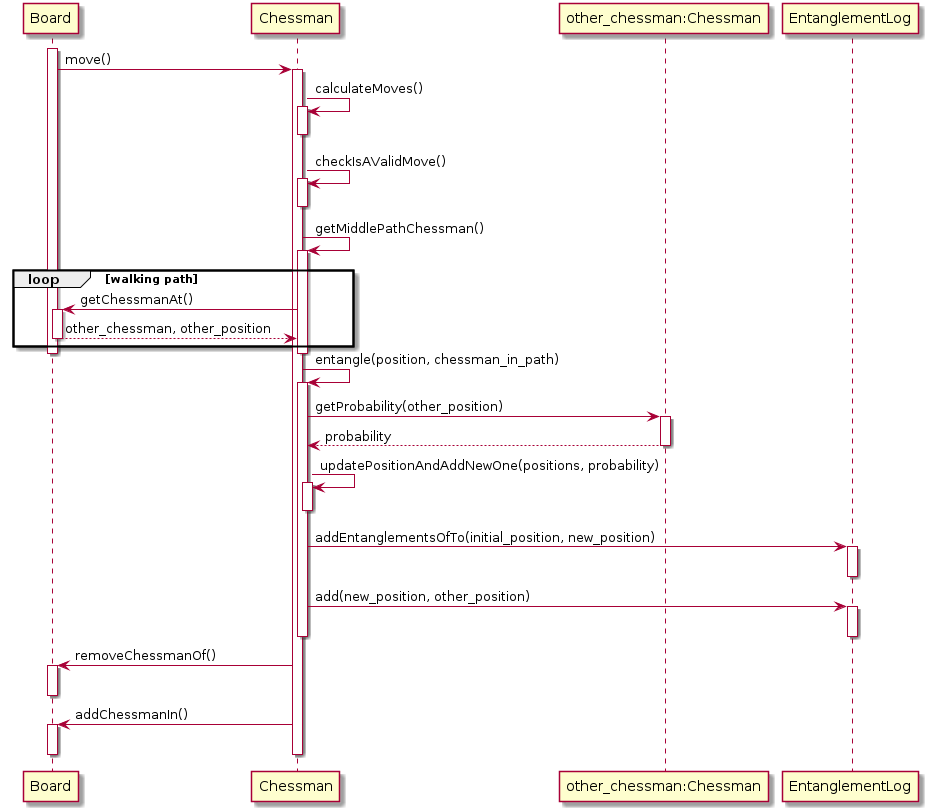 Board Chessman other_chessman:Chessman EntanglementLog
move()
calculateMoves()
checkIsAValidMove()
getMiddlePathChessman()
loop [walking path]
getChessmanAt()
other_chessman, other_position
entangle(position, chessman_in_path)
getProbability(other_position)
probability
updatePositionAndAddNewOne(positions, probability)
addEntanglementsOfTo(initial_position, new_position)
add(new_position, other_position)
removeChessmanOf()
addChessmanIn()
Board Chessman other_chessman:Chessman EntanglementLog